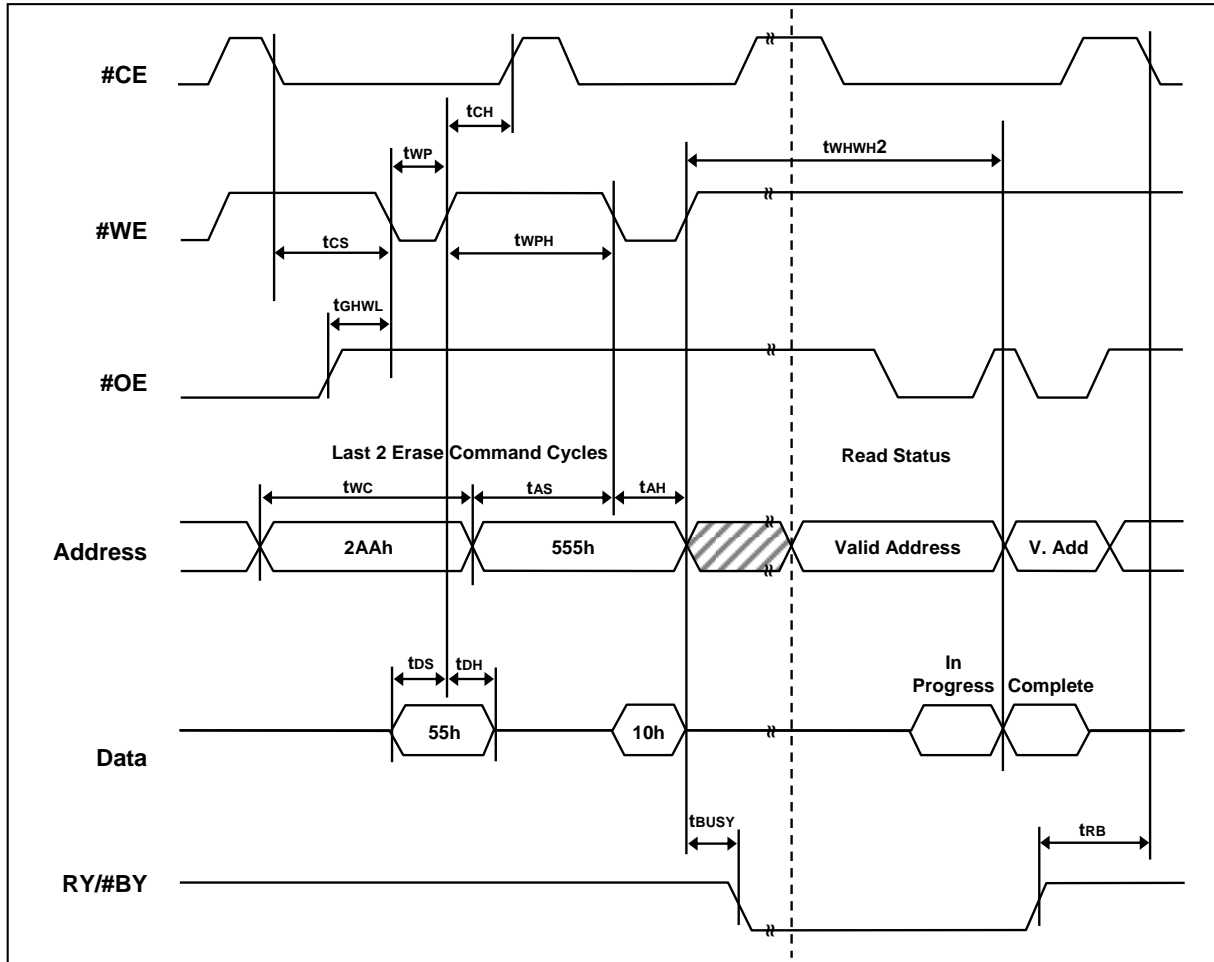 #CE
tCH
tWP
tWHWH2
#WE
tCS
tWPH
tGHWL
#OE
Last 2 Erase Command Cycles
Read Status
tWC
tAS
tAH
Address
2AAh
555h
Valid Address
V. Add
tDS
tDH
In
Progress
Complete
55h
10h
Data
tBUSY
tRB
RY/#BY